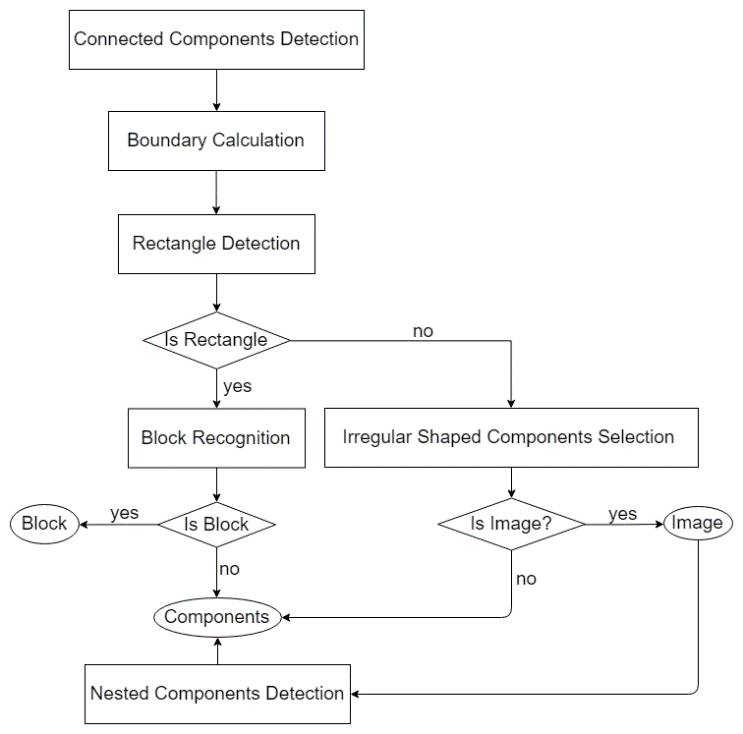 Connected Components Detection
Boundary Calculation
Rectangle Detection
Is Rectangle
no
yes
Block Recognition
Irregular Shaped Components Selection
Block
yes
Is Block
Is Image?
yes
Image
no
no
Components
Nested Components Detection